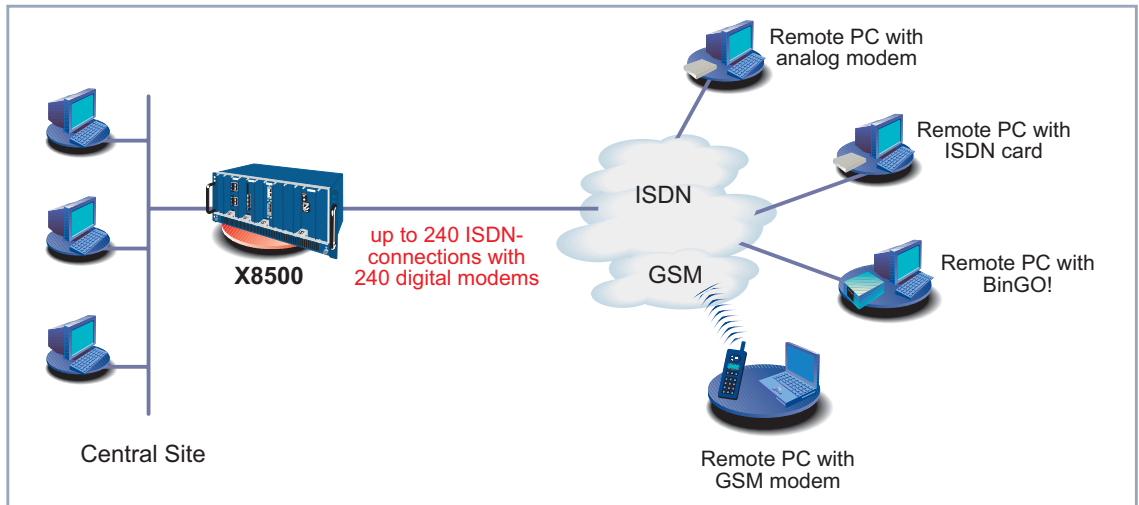 Remote PC with
analog modem
Remote PC with
ISDN card
ISDN
up to 240 ISDN-
connections with
240 digital modems
X8500
GSM
Remote PC with
BinGO!
Central Site
Remote PC with
GSM modem